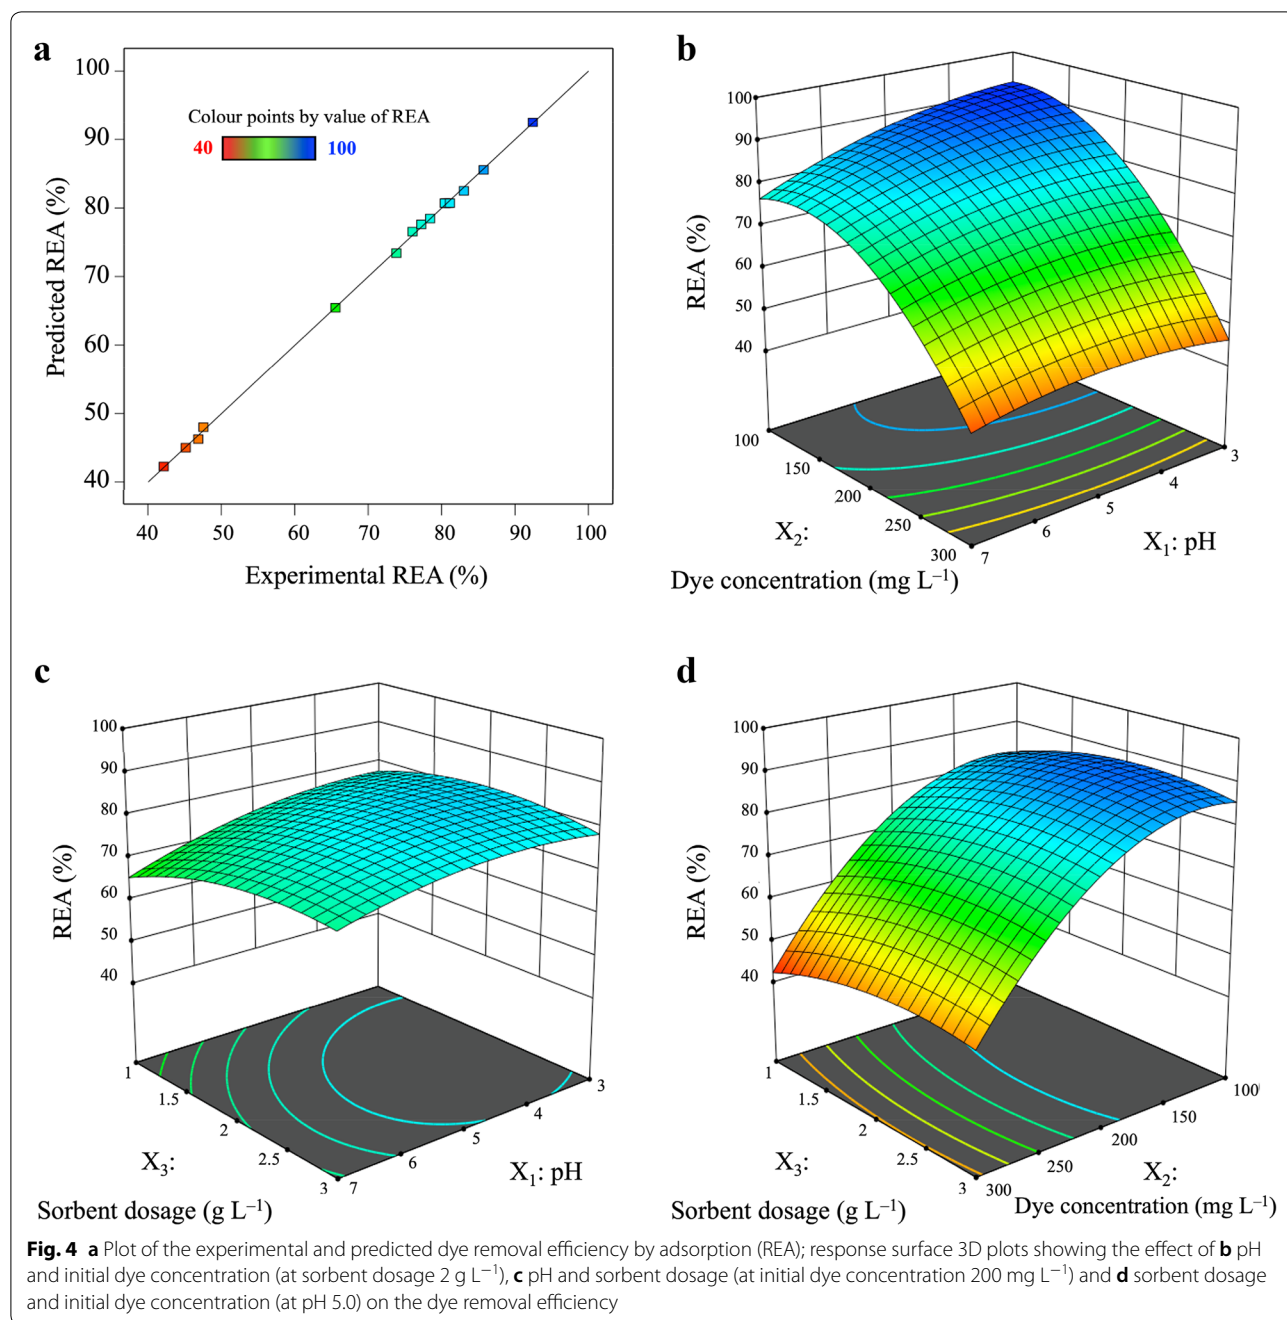 a
Colour points by value of REA
40 100
100
90
80
70
60
50
40
Predicted REA (%)
40 50 60 70 80 90 100
Experimental REA (%)
b
100
90
80
70
60
50
40
REA (%)
100
150
200
250
300
X2:
Dye concentration (mg L−1)
3
4
5
6
7
X1: pH
c
100
90
80
70
60
50
40
REA (%)
1
1.5
2
2.5
3
X3:
Sorbent dosage (g L−1)
3
4
5
6
7
X1: pH
d
100
90
80
70
60
50
40
REA (%)
1
1.5
2
2.5
3
X3:
Sorbent dosage (g L−1)
100
150
200
250
300
X2:
Dye concentration (mg L−1)
Fig. 4 a Plot of the experimental and predicted dye removal efficiency by adsorption (REA); response surface 3D plots showing the effect of b pH
and initial dye concentration (at sorbent dosage 2 g L−1), c pH and sorbent dosage (at initial dye concentration 200 mg L−1) and d sorbent dosage
and initial dye concentration (at pH 5.0) on the dye removal efficiency